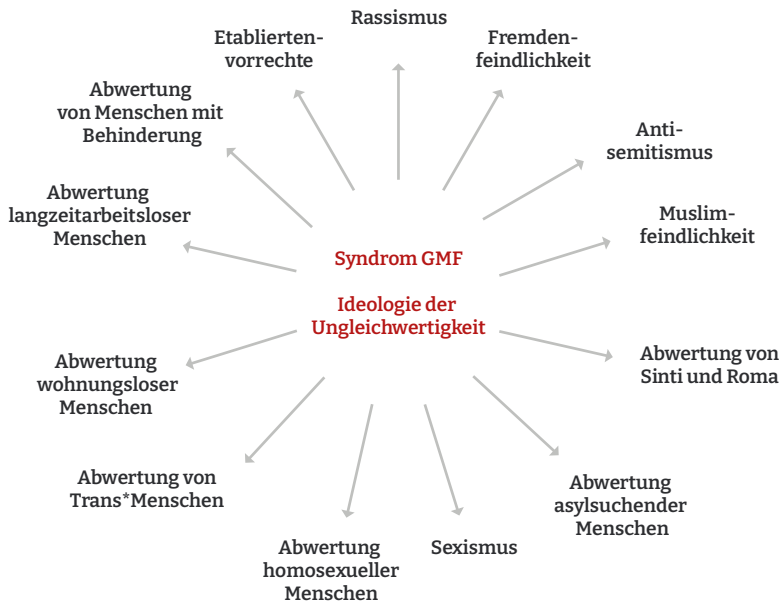 Rassismus
Fremden-
feindlichkeit
Anti-
semitismus
Muslim-
feindlichkeit
Abwertung von
Sinti und Roma
Abwertung
asylsuchender
Menschen
Sexismus
Abwertung
homosexueller
Menschen
Abwertung von
Trans*Menschen
Abwertung
wohnungsloser
Menschen
Abwertung
langzeitarbeitsloser
Menschen
Abwertung
von Menschen mit
Behinderung
Etablierten-
vorrechte
Syndrom GMF
Ideologie der
Ungleichwertigkeit